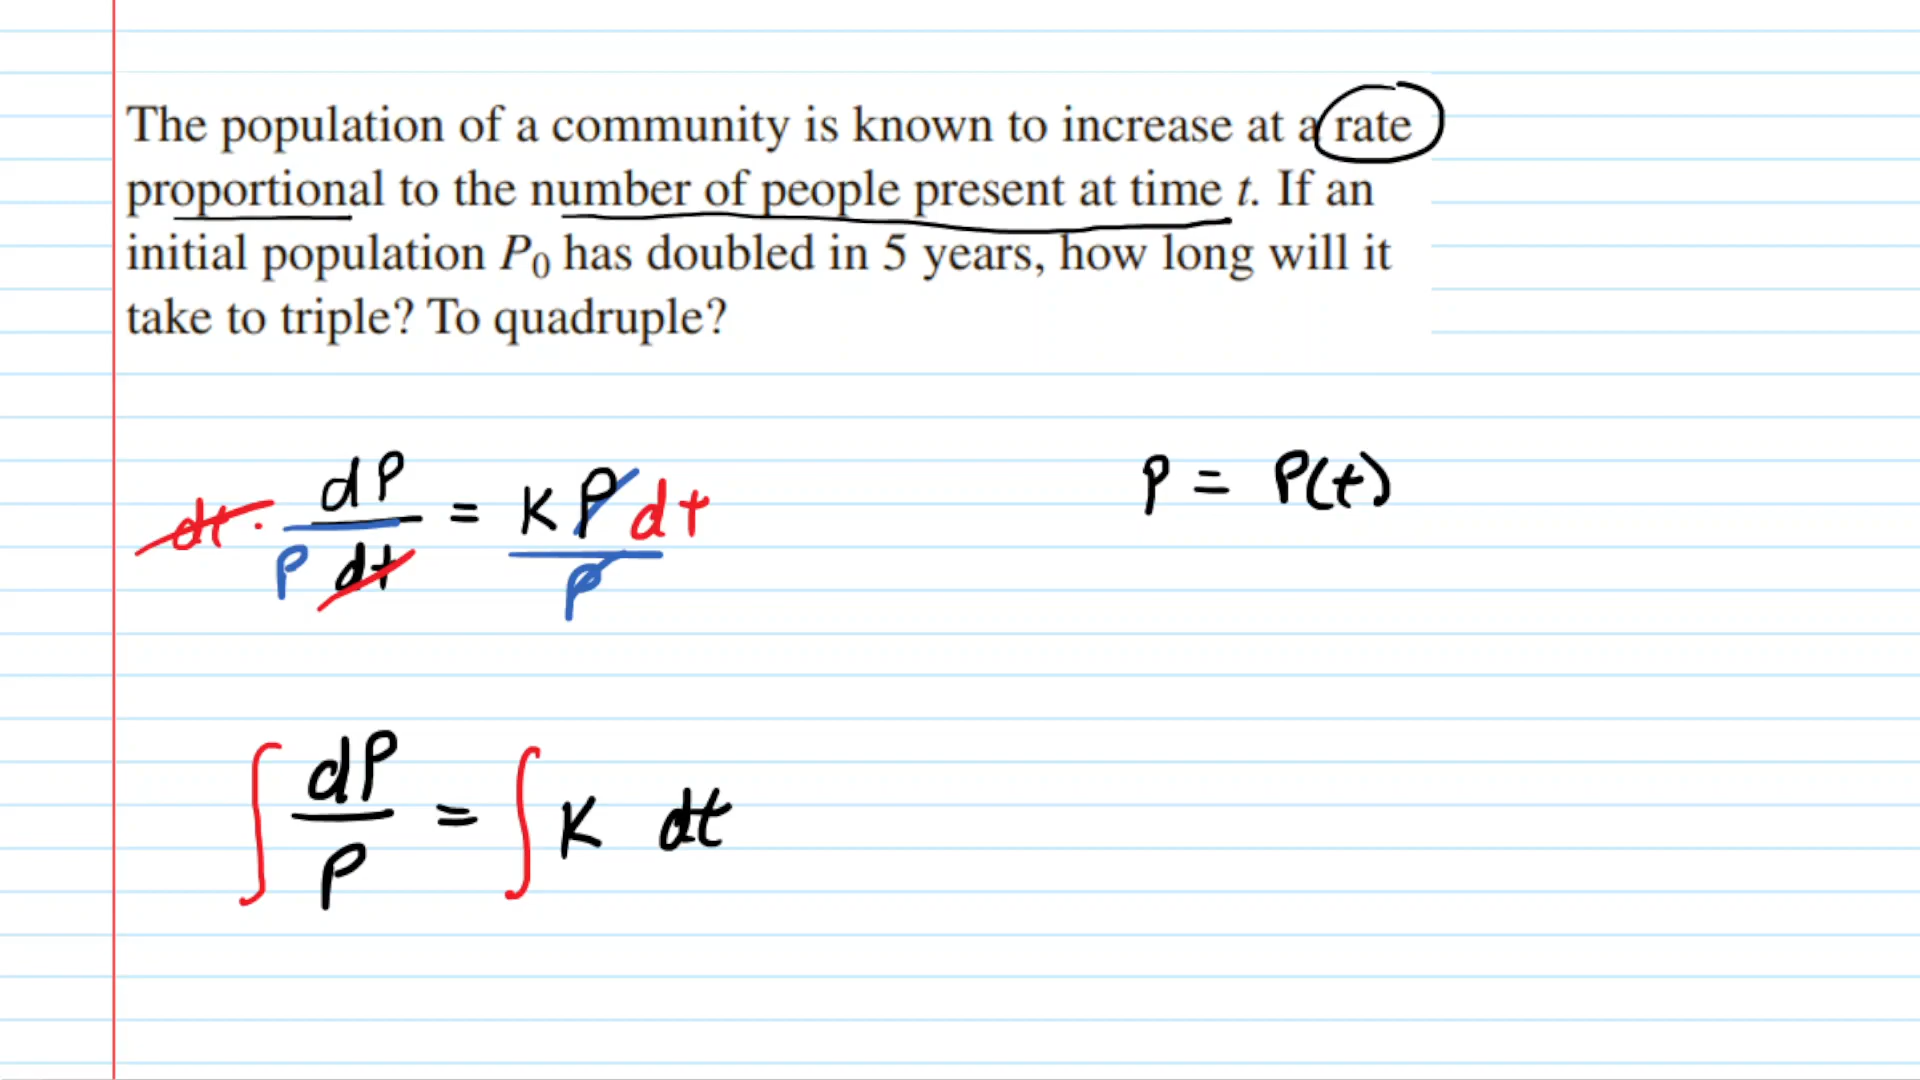 The population of a community is known to increase at a rate
proportional to the number of people present at time t. If an
initial population P₀ has doubled in 5 years, how long will it
take to triple? To quadruple?
dt · dP / P dt = K P dt / P
P = P(t)
∫ dP / P = ∫ K dt